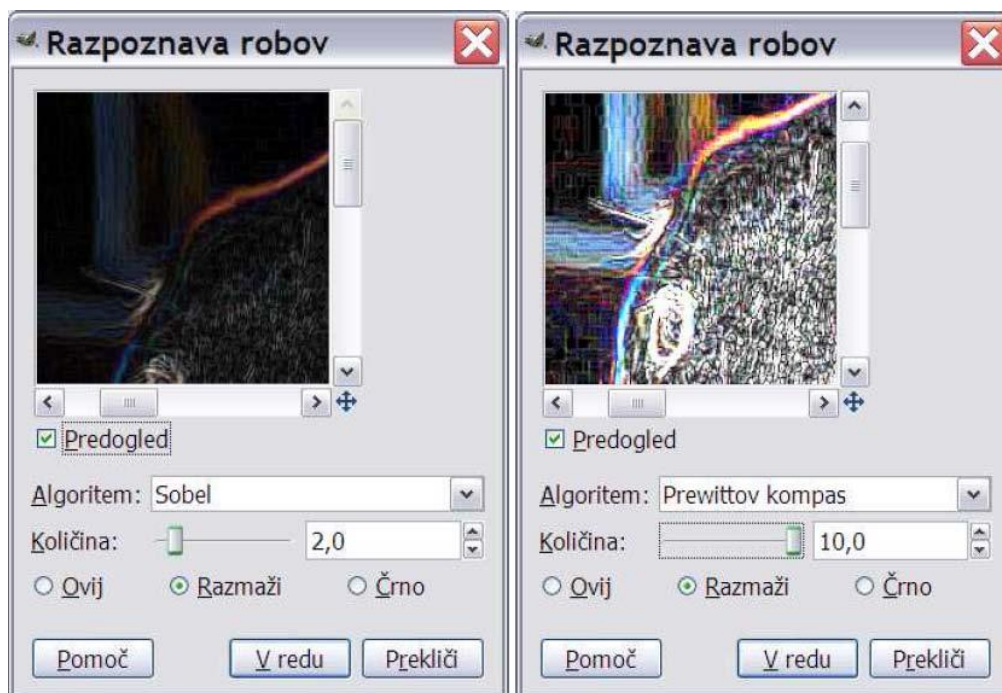 Razpoznava robov
Predogled
Algoritem: Sobel
Količina: 2,0
Ovij Razmaži Črno
Pomoč V redu Prekliči
Razpoznava robov
Predogled
Algoritem: Prewittov kompas
Količina: 10,0
Ovij Razmaži Črno
Pomoč V redu Prekliči